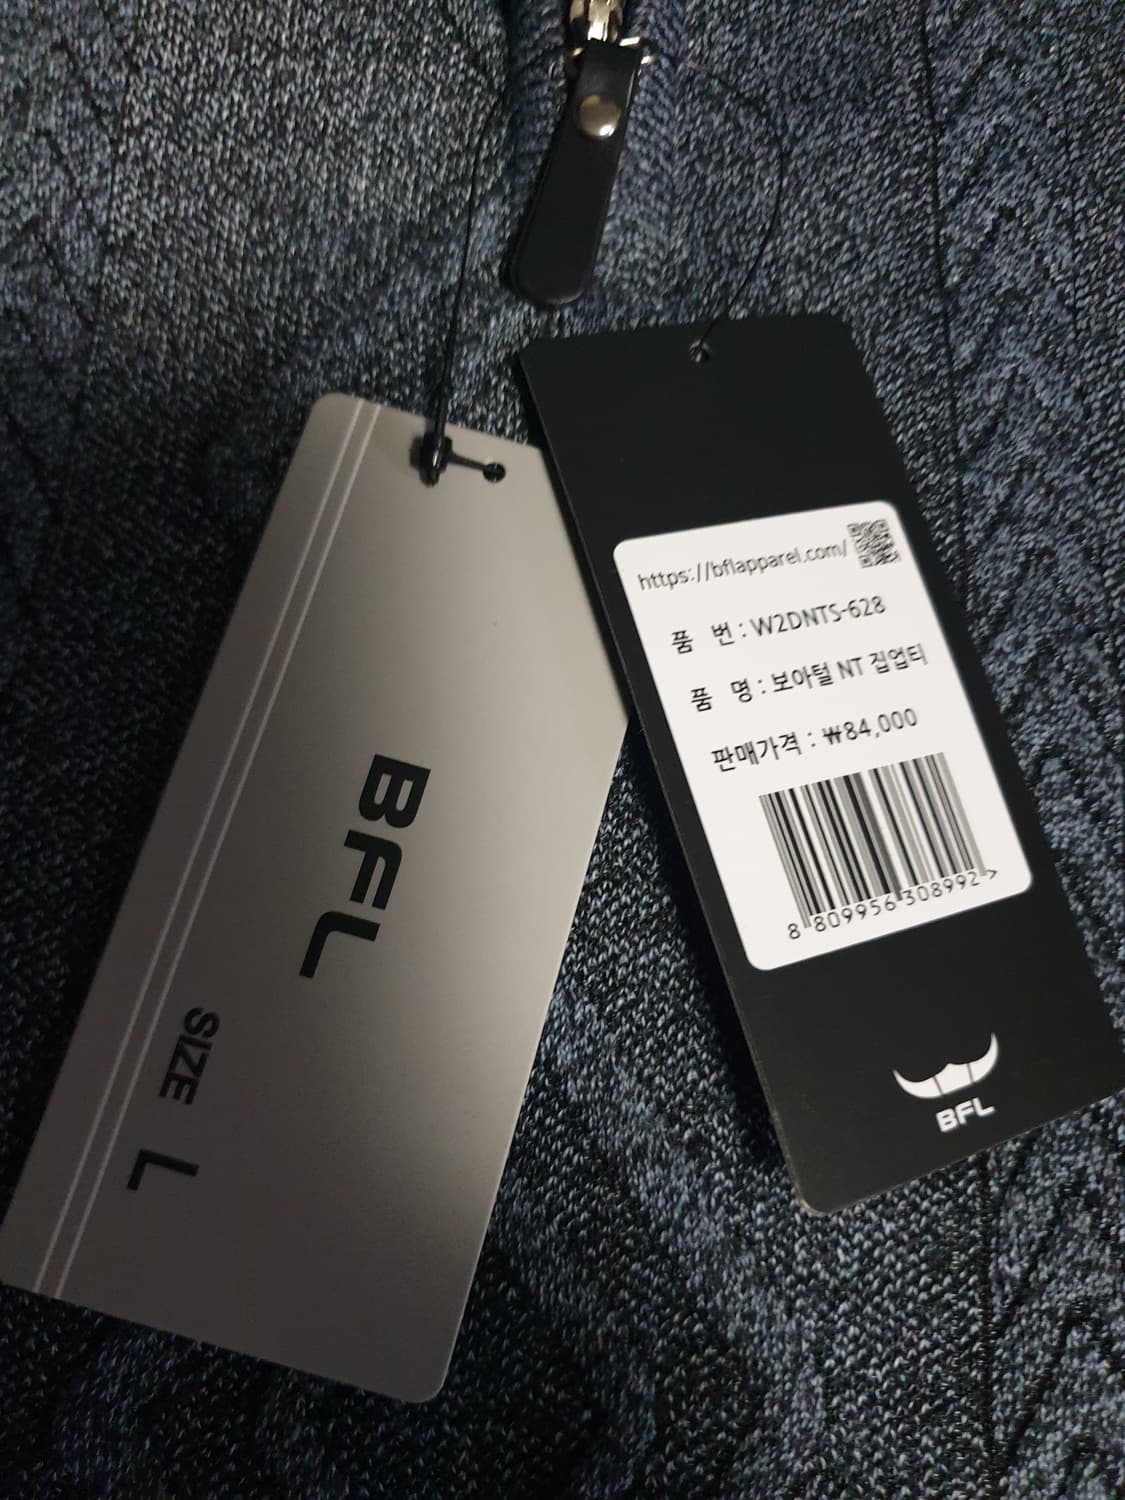 BFL
SIZE L
https://bflapparel.com/
품 번 : W2DNTS-628
품 명 : 보아털 NT 집업티
판매가격 : ₩84,000
8 809956 308992 >
BFL